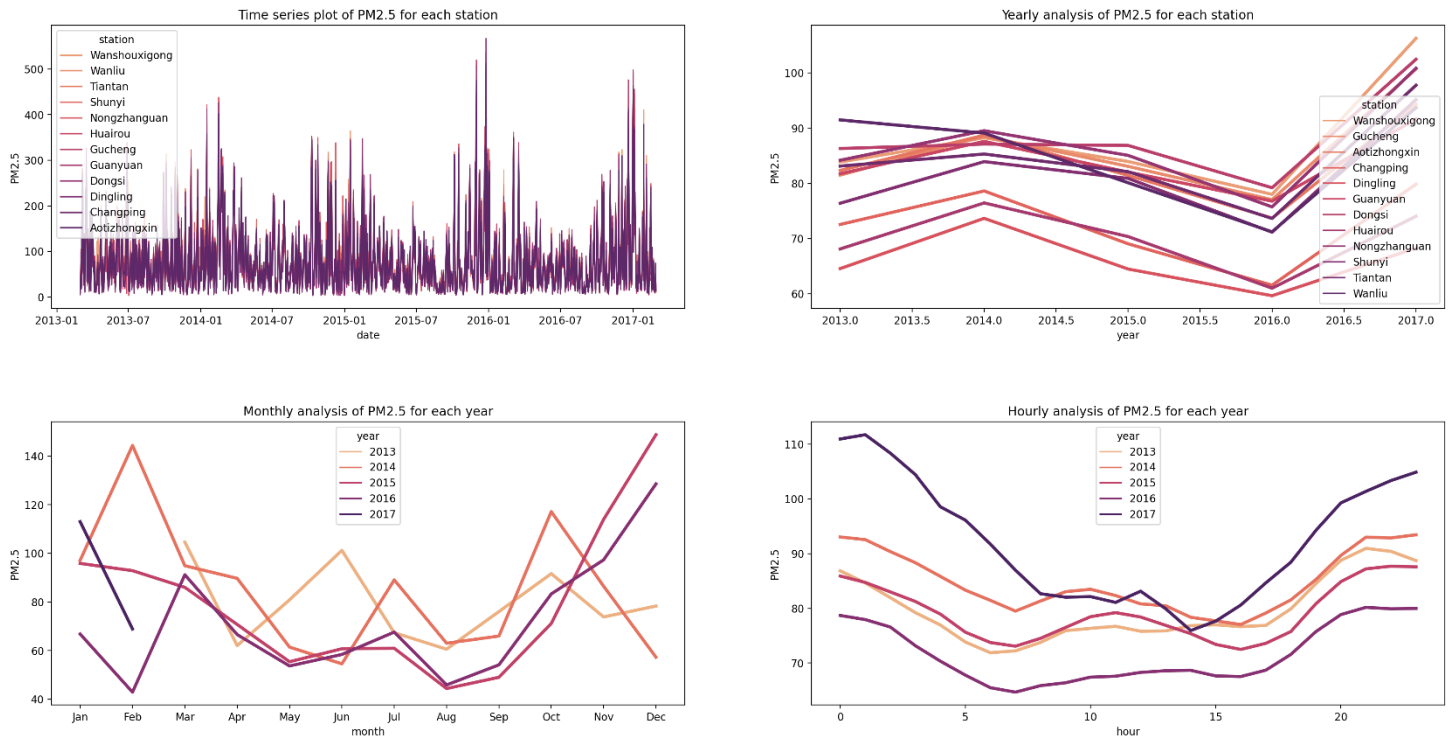 Time series plot of PM2.5 for each station
PM2.5
500
400
300
200
100
0
station
Wanshouxigong
Wanliu
Tiantan
Shunyi
Nongzhanguan
Huairou
Gucheng
Guanyuan
Dongsi
Dingling
Changping
Aotizhongxin
2013-01 2013-07 2014-01 2014-07 2015-01 2015-07 2016-01 2016-07 2017-01
date
Yearly analysis of PM2.5 for each station
PM2.5
100
90
80
70
60
station
Wanshouxigong
Gucheng
Aotizhongxin
Changping
Dingling
Guanyuan
Dongsi
Huairou
Nongzhanguan
Shunyi
Tiantan
Wanliu
2013.0 2013.5 2014.0 2014.5 2015.0 2015.5 2016.0 2016.5 2017.0
year
Monthly analysis of PM2.5 for each year
PM2.5
140
120
100
80
60
40
year
2013
2014
2015
2016
2017
Jan Feb Mar Apr May Jun Jul Aug Sep Oct Nov Dec
month
Hourly analysis of PM2.5 for each year
PM2.5
110
100
90
80
70
year
2013
2014
2015
2016
2017
0 5 10 15 20
hour